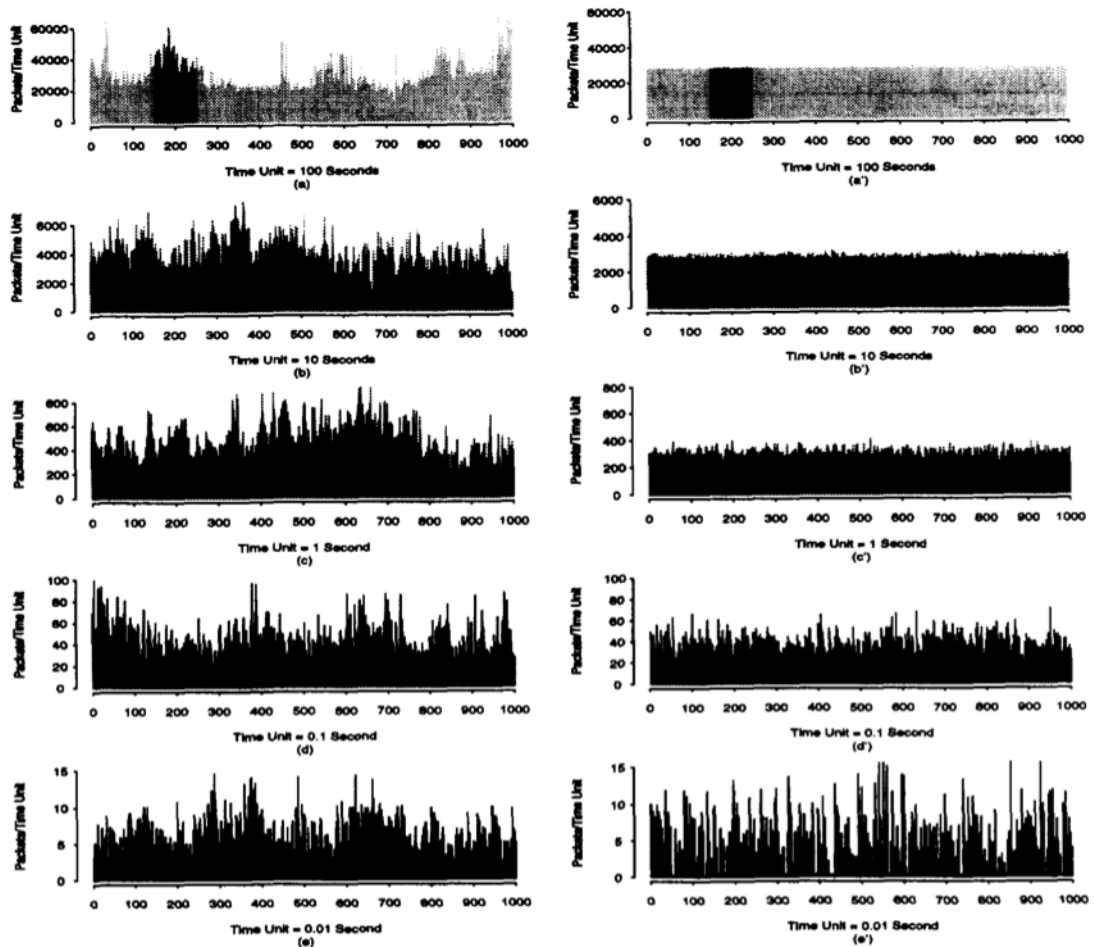 Packets/Time Unit
60000
40000
20000
0
0 100 200 300 400 500 600 700 800 900 1000
Time Unit = 100 Seconds
(a)
Packets/Time Unit
60000
40000
20000
0
0 100 200 300 400 500 600 700 800 900 1000
Time Unit = 100 Seconds
(a')
Packets/Time Unit
6000
4000
2000
0
0 100 200 300 400 500 600 700 800 900 1000
Time Unit = 10 Seconds
(b)
Packets/Time Unit
6000
4000
2000
0
0 100 200 300 400 500 600 700 800 900 1000
Time Unit = 10 Seconds
(b')
Packets/Time Unit
800
600
400
200
0
0 100 200 300 400 500 600 700 800 900 1000
Time Unit = 1 Second
(c)
Packets/Time Unit
800
600
400
200
0
0 100 200 300 400 500 600 700 800 900 1000
Time Unit = 1 Second
(c')
Packets/Time Unit
100
80
60
40
20
0
0 100 200 300 400 500 600 700 800 900 1000
Time Unit = 0.1 Second
(d)
Packets/Time Unit
100
80
60
40
20
0
0 100 200 300 400 500 600 700 800 900 1000
Time Unit = 0.1 Second
(d')
Packets/Time Unit
15
10
5
0
0 100 200 300 400 500 600 700 800 900 1000
Time Unit = 0.01 Second
(e)
Packets/Time Unit
15
10
5
0
0 100 200 300 400 500 600 700 800 900 1000
Time Unit = 0.01 Second
(e')